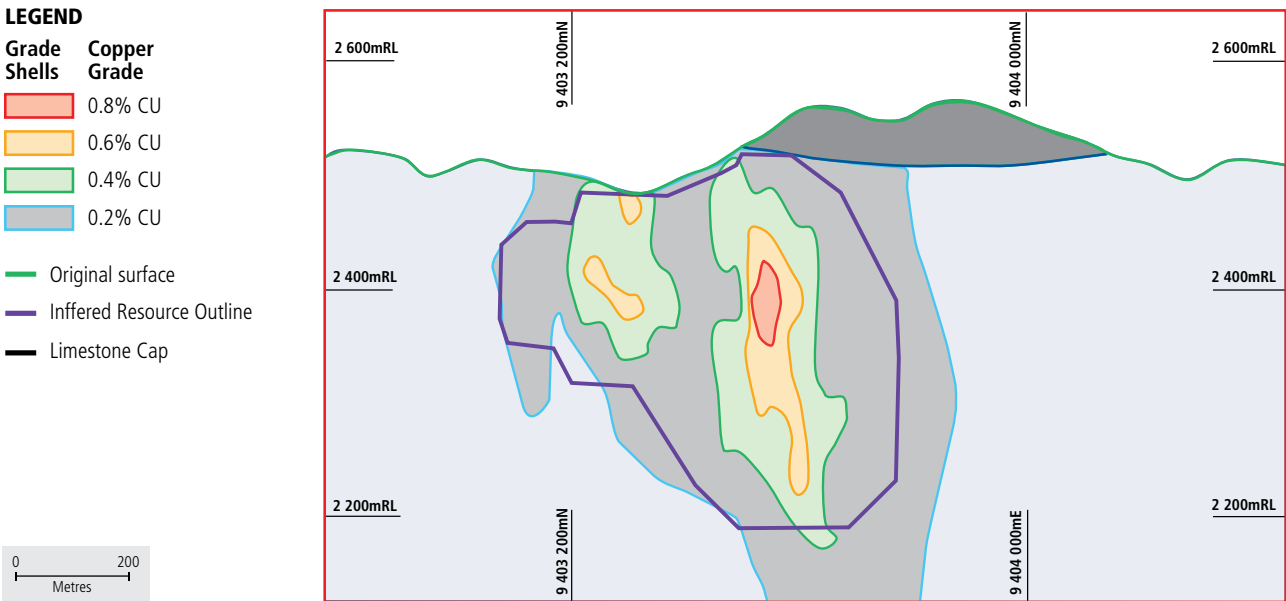 LEGEND
Grade Shells
Copper Grade
0.8% CU
0.6% CU
0.4% CU
0.2% CU
Original surface
Inffered Resource Outline
Limestone Cap
0 200
Metres
9 403 200mN
9 404 000mN
2 600mRL
2 600mRL
2 400mRL
2 400mRL
2 200mRL
2 200mRL
9 403 200mN
9 404 000mE